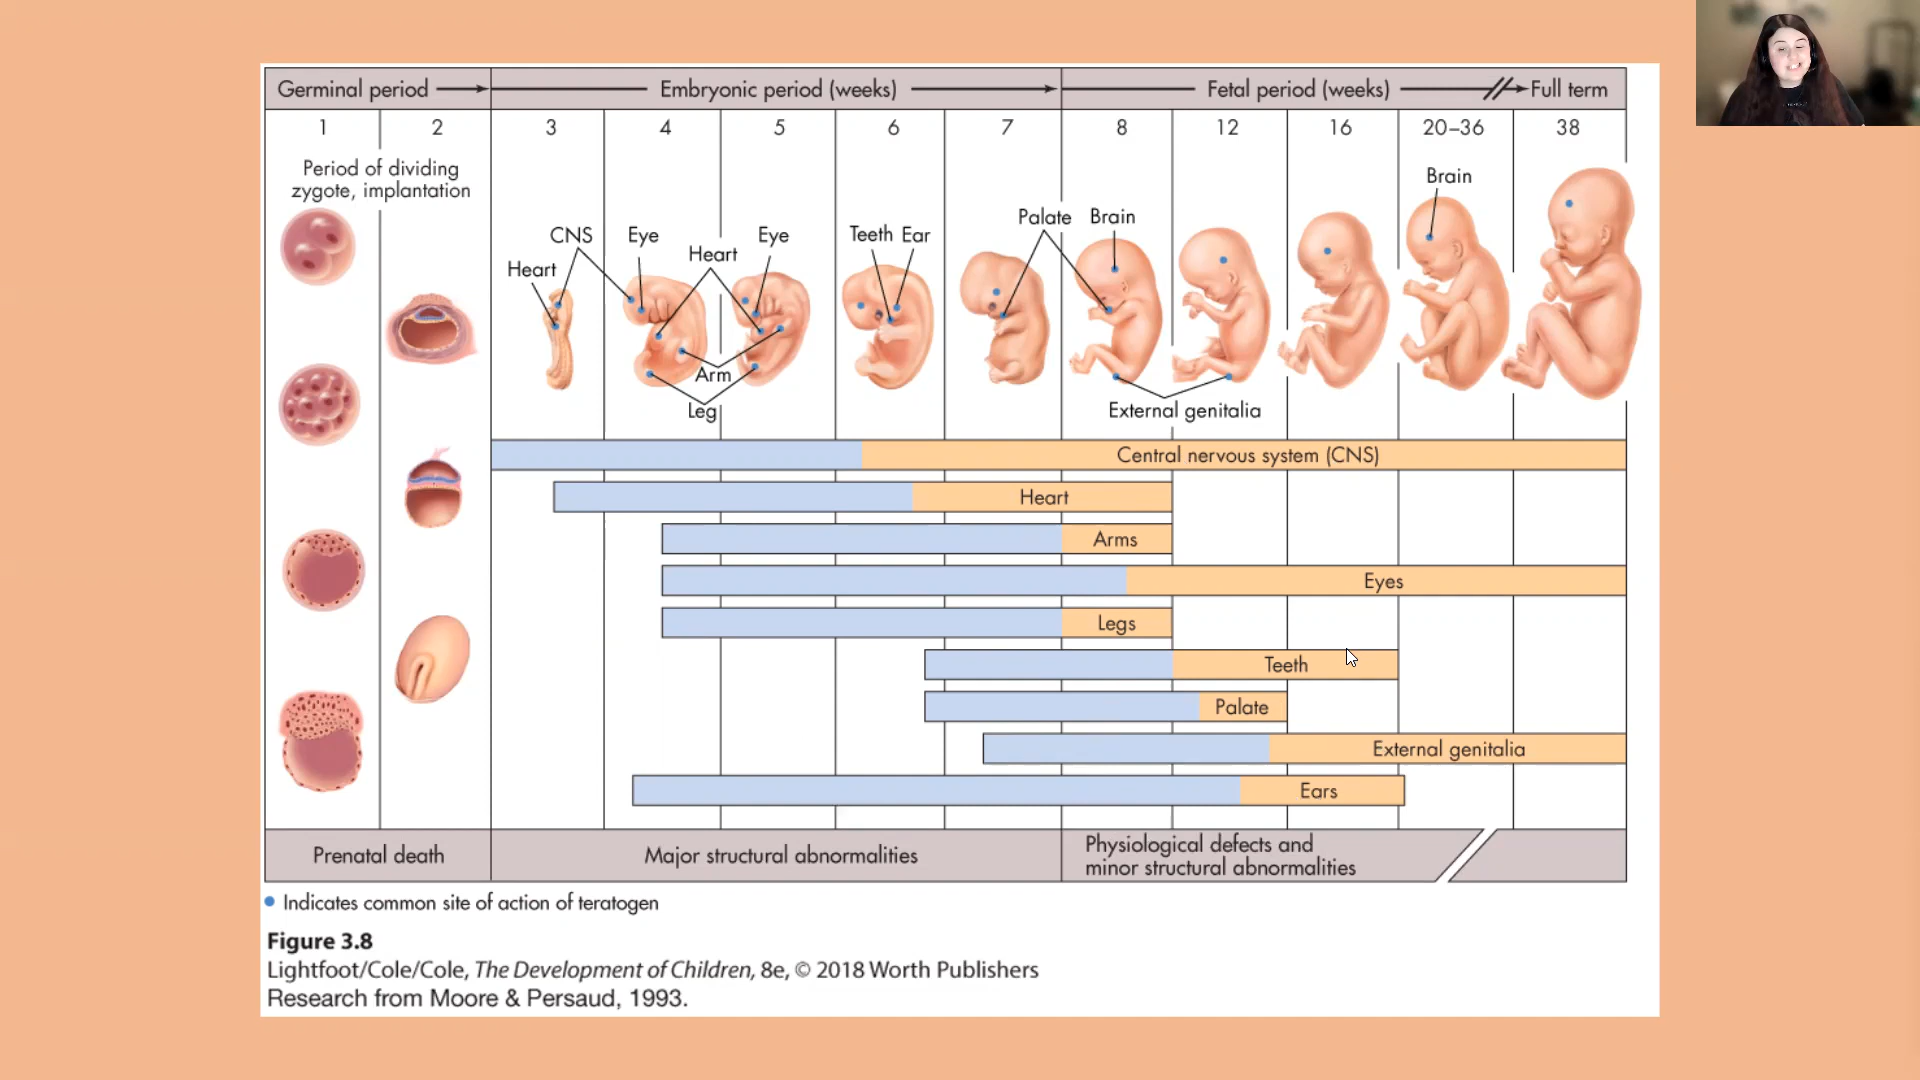 Germinal period
Embryonic period (weeks)
Fetal period (weeks)
Full term
1
2
3
4
5
6
7
8
12
16
20–36
38
Period of dividing
zygote, implantation
Brain
Palate
Brain
CNS
Eye
Heart
Eye
Teeth
Ear
Heart
Arm
Leg
External genitalia
Central nervous system (CNS)
Heart
Arms
Eyes
Legs
Teeth
Palate
External genitalia
Ears
Prenatal death
Major structural abnormalities
Physiological defects and
minor structural abnormalities
Indicates common site of action of teratogen
Figure 3.8
Lightfoot/Cole/Cole, The Development of Children, 8e, © 2018 Worth Publishers
Research from Moore & Persaud, 1993.